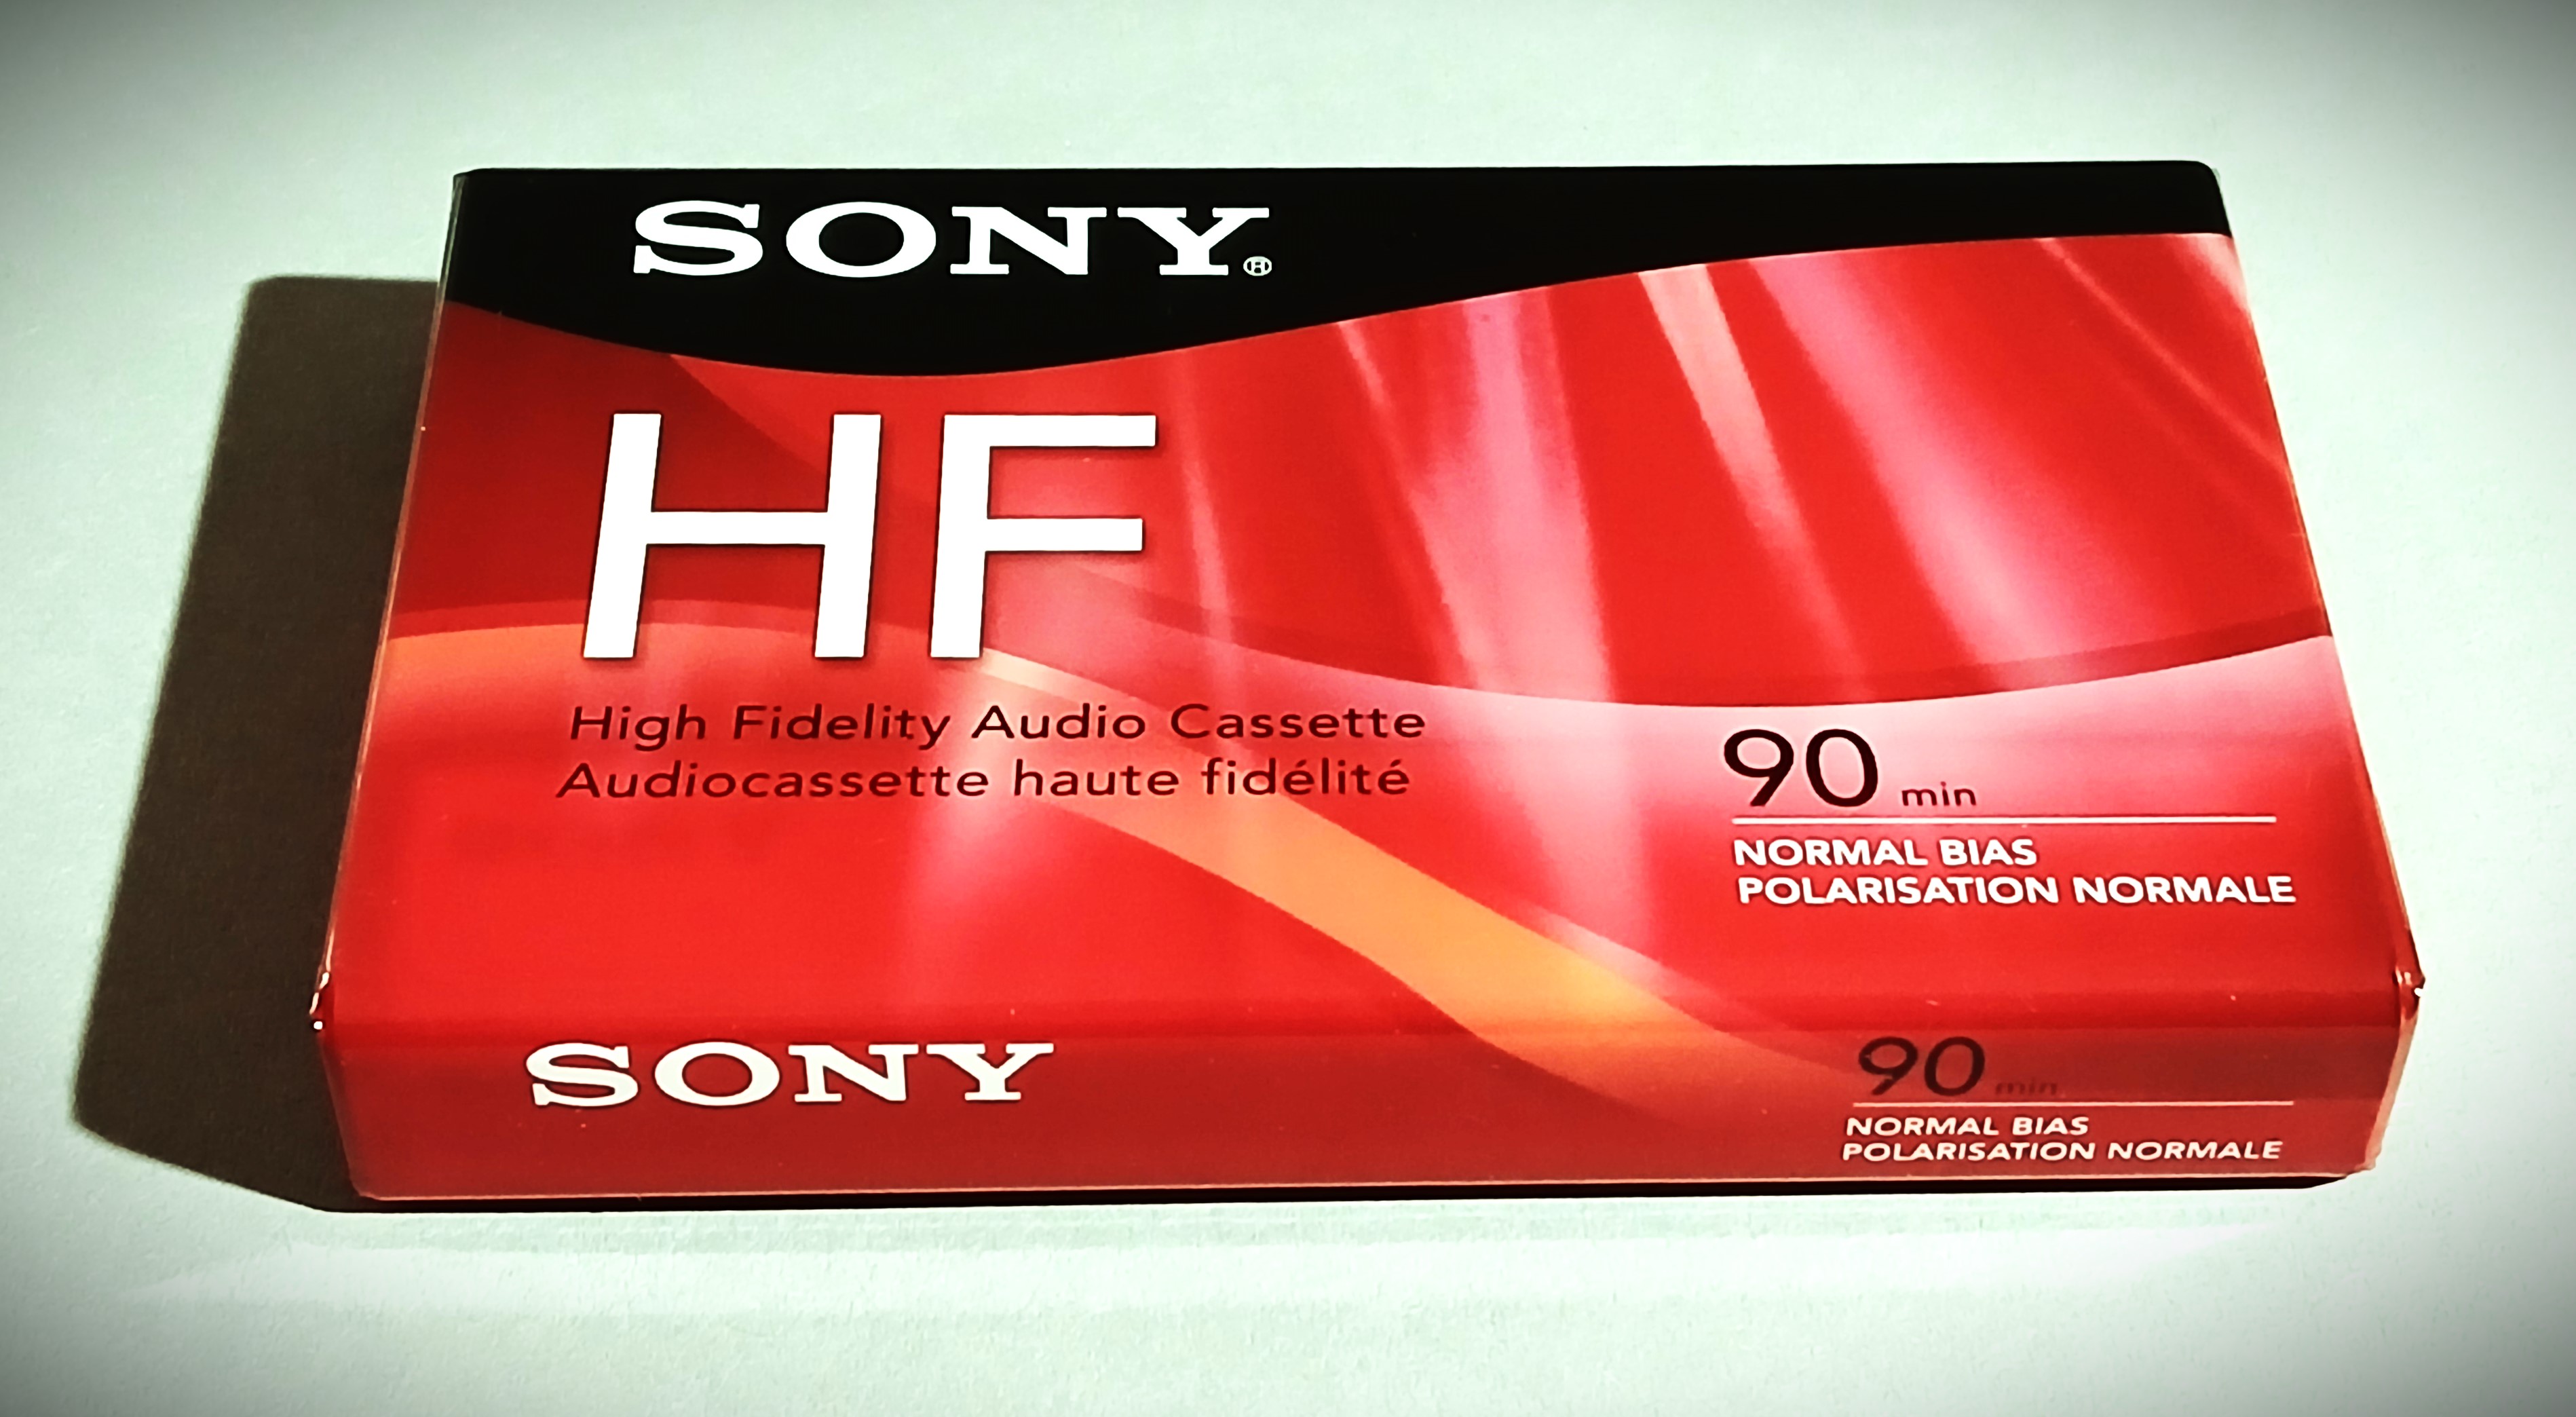 SONY®
HF
High Fidelity Audio Cassette
Audiocassette haute fidélité
90 min
NORMAL BIAS
POLARISATION NORMALE
SONY
90 min
NORMAL BIAS
POLARISATION NORMALE